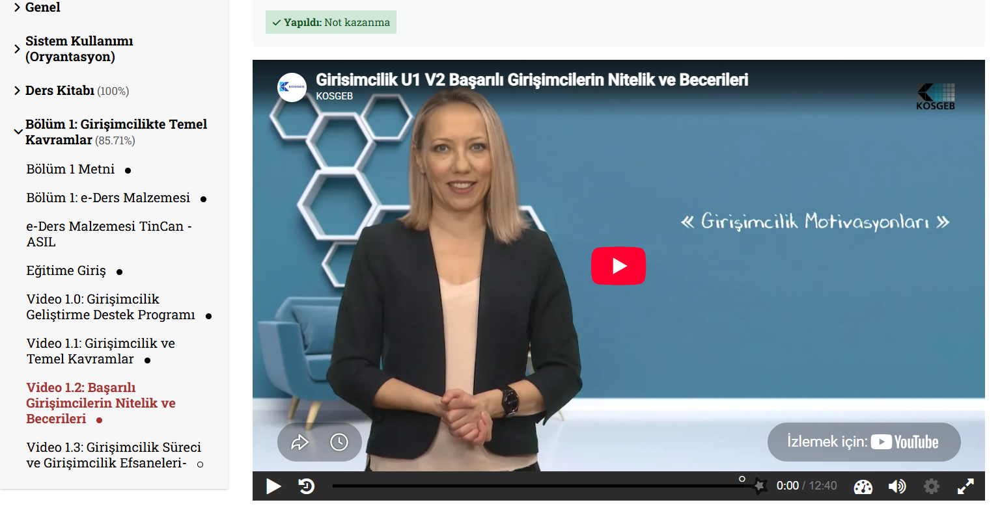 Genel
Sistem Kullanımı
(Oryantasyon)
Ders Kitabı (100%)
Bölüm 1: Girişimcilikte Temel
Kavramlar (85.71%)
Bölüm 1 Metni
Bölüm 1: e-Ders Malzemesi
e-Ders Malzemesi TinCan -
ASIL
Eğitime Giriş
Video 1.0: Girişimcilik
Geliştirme Destek Programı
Video 1.1: Girişimcilik ve
Temel Kavramlar
Video 1.2: Başarılı
Girişimcilerin Nitelik ve
Becerileri
Video 1.3: Girişimcilik Süreci
ve Girişimcilik Efsaneleri-
Yapıldı: Not kazanma
KOSGEB
Girisimcilik U1 V2 Başarılı Girişimcilerin Nitelik ve Becerileri
KOSGEB
KOSGEB
« Girişimcilik Motivasyonları »
İzlemek için: YouTube
0:00 / 12:40